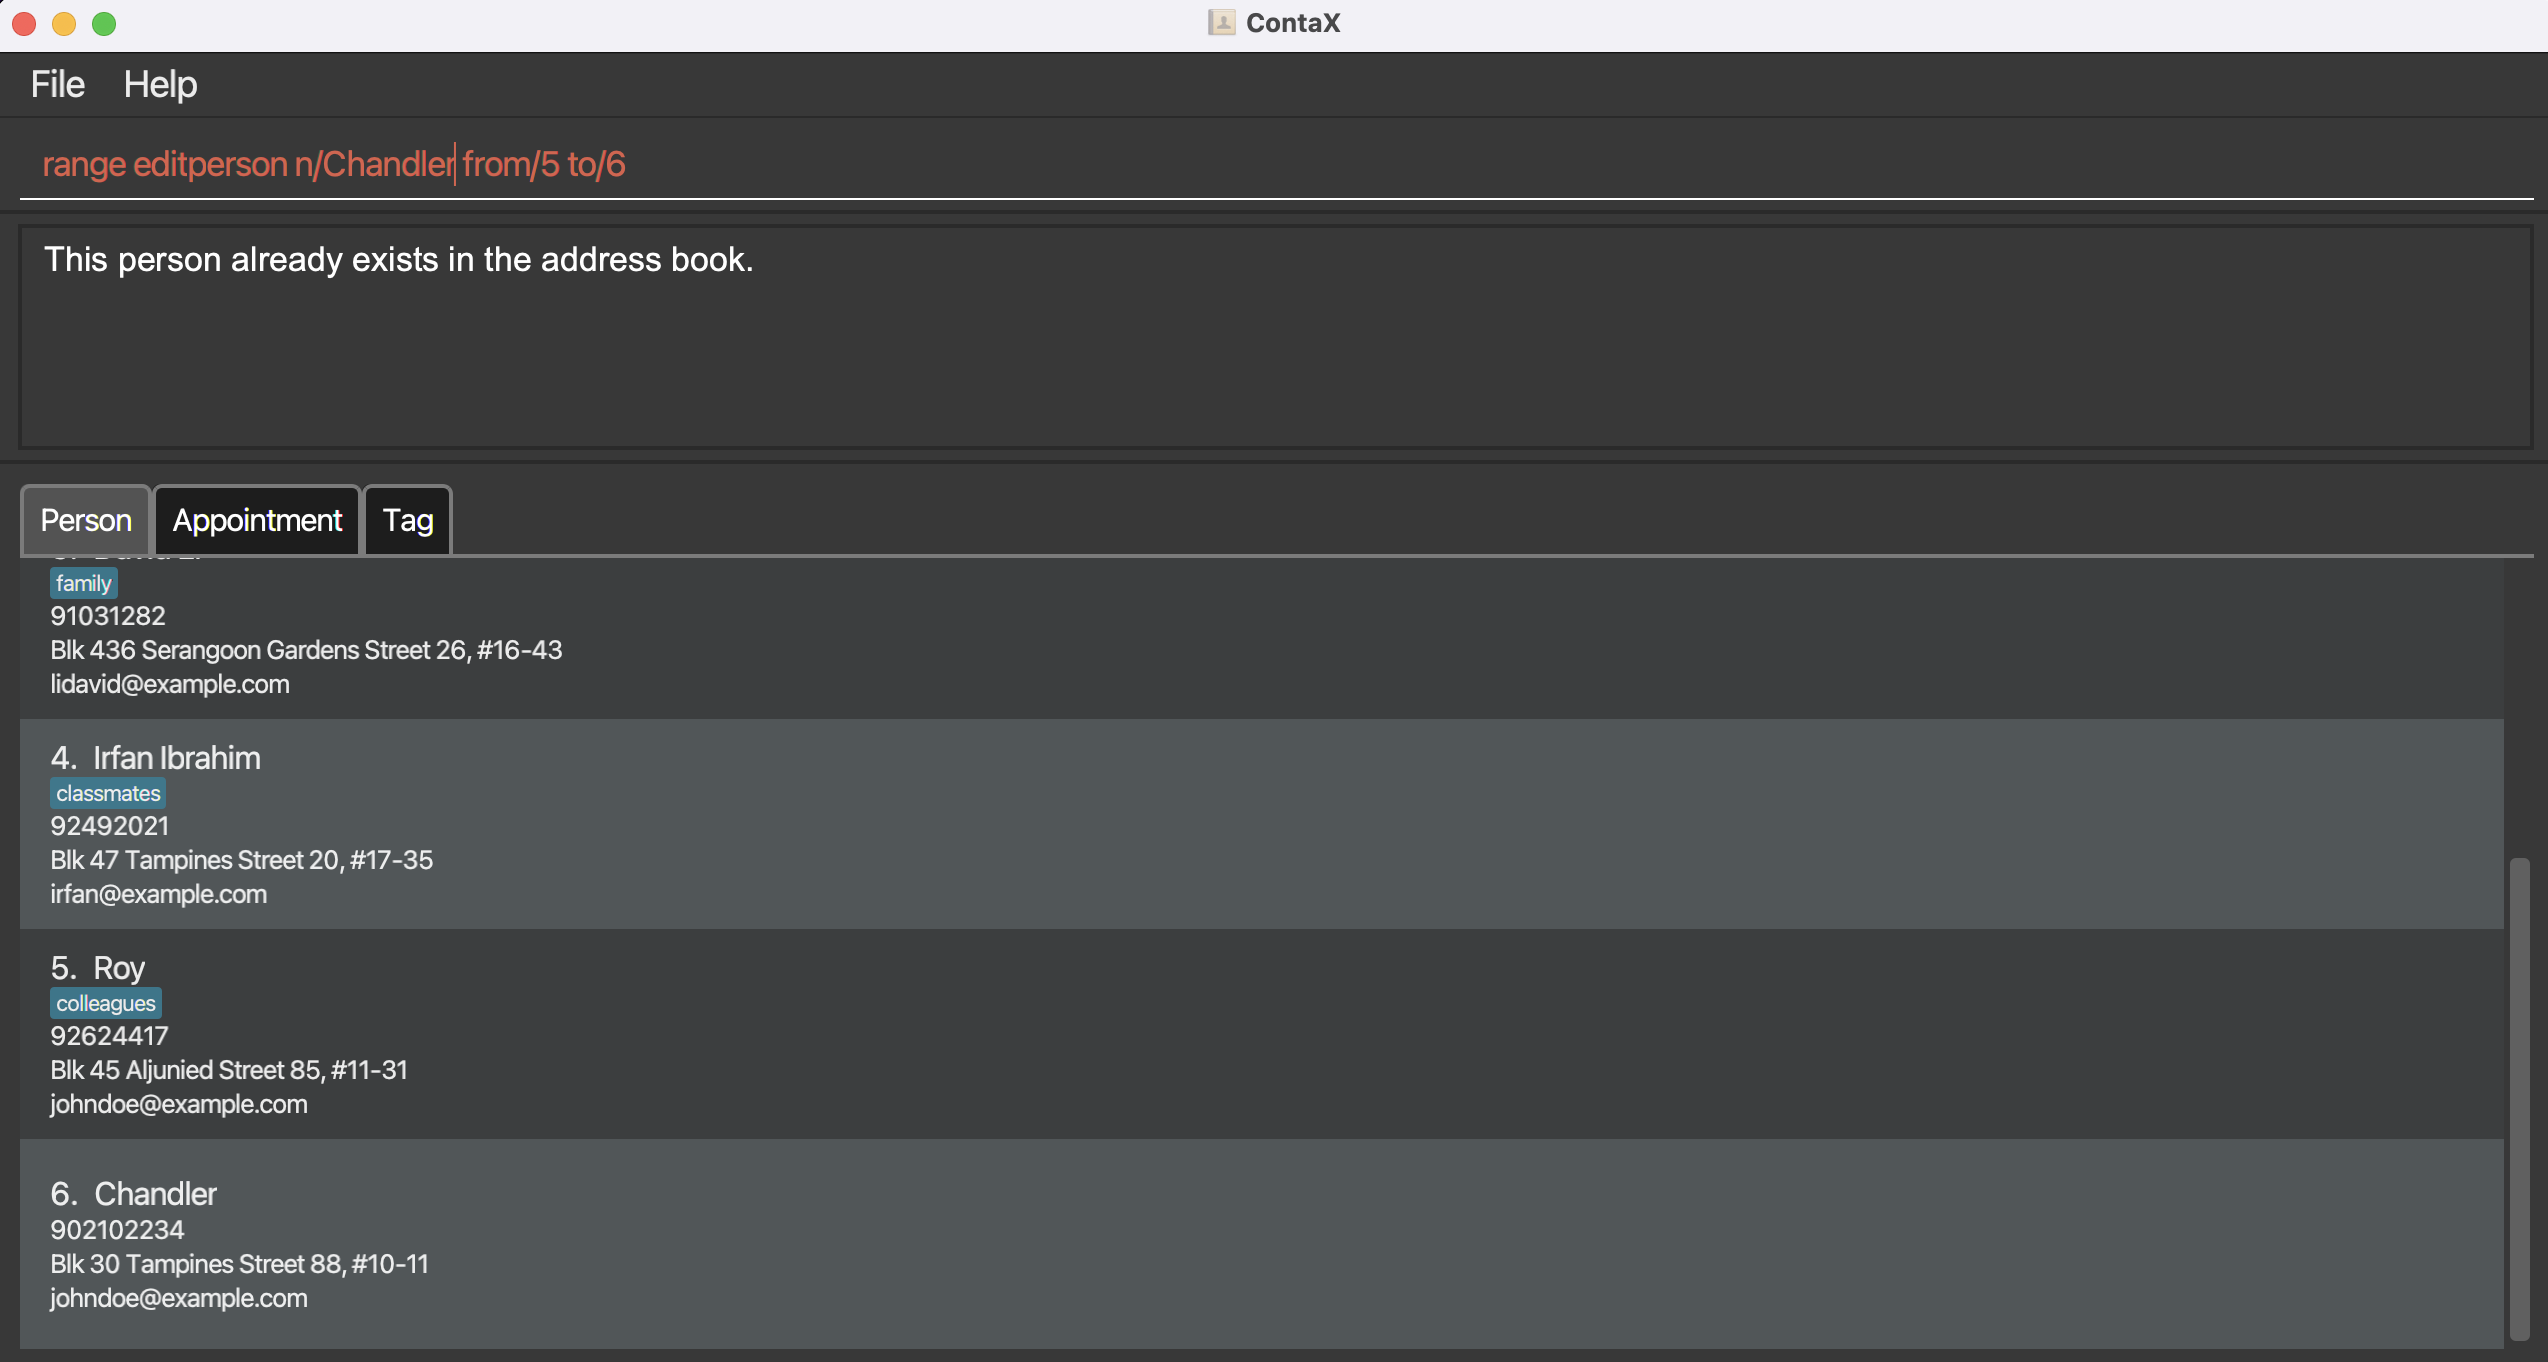 ContaX
File Help
range editperson n/Chandler from/5 to/6
This person already exists in the address book.
Person Appointment Tag
family
91031282
Blk 436 Serangoon Gardens Street 26, #16-43
lidavid@example.com
4. Irfan Ibrahim
classmates
92492021
Blk 47 Tampines Street 20, #17-35
irfan@example.com
5. Roy
colleagues
92624417
Blk 45 Aljunied Street 85, #11-31
johndoe@example.com
6. Chandler
902102234
Blk 30 Tampines Street 88, #10-11
johndoe@example.com